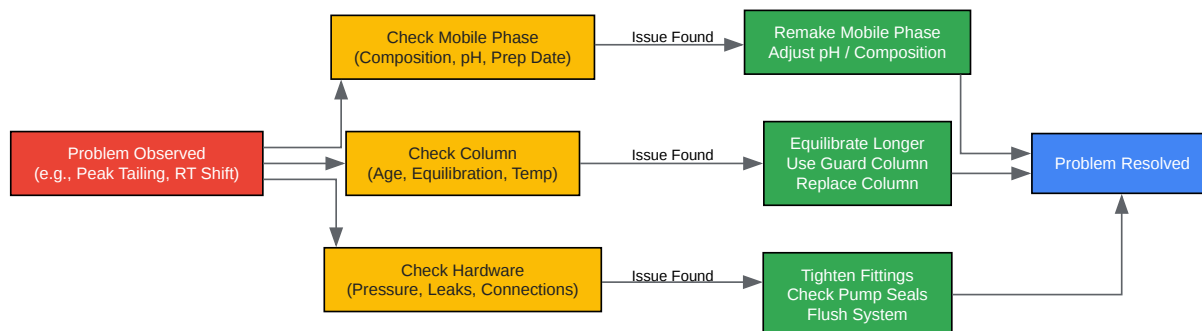 Check Mobile Phase
(Composition, pH, Prep Date)
Issue Found
Remake Mobile Phase
Adjust pH / Composition
Problem Observed
(e.g., Peak Tailing, RT Shift)
Check Column
(Age, Equilibration, Temp)
Issue Found
Equilibrate Longer
Use Guard Column
Replace Column
Problem Resolved
Check Hardware
(Pressure, Leaks, Connections)
Issue Found
Tighten Fittings
Check Pump Seals
Flush System